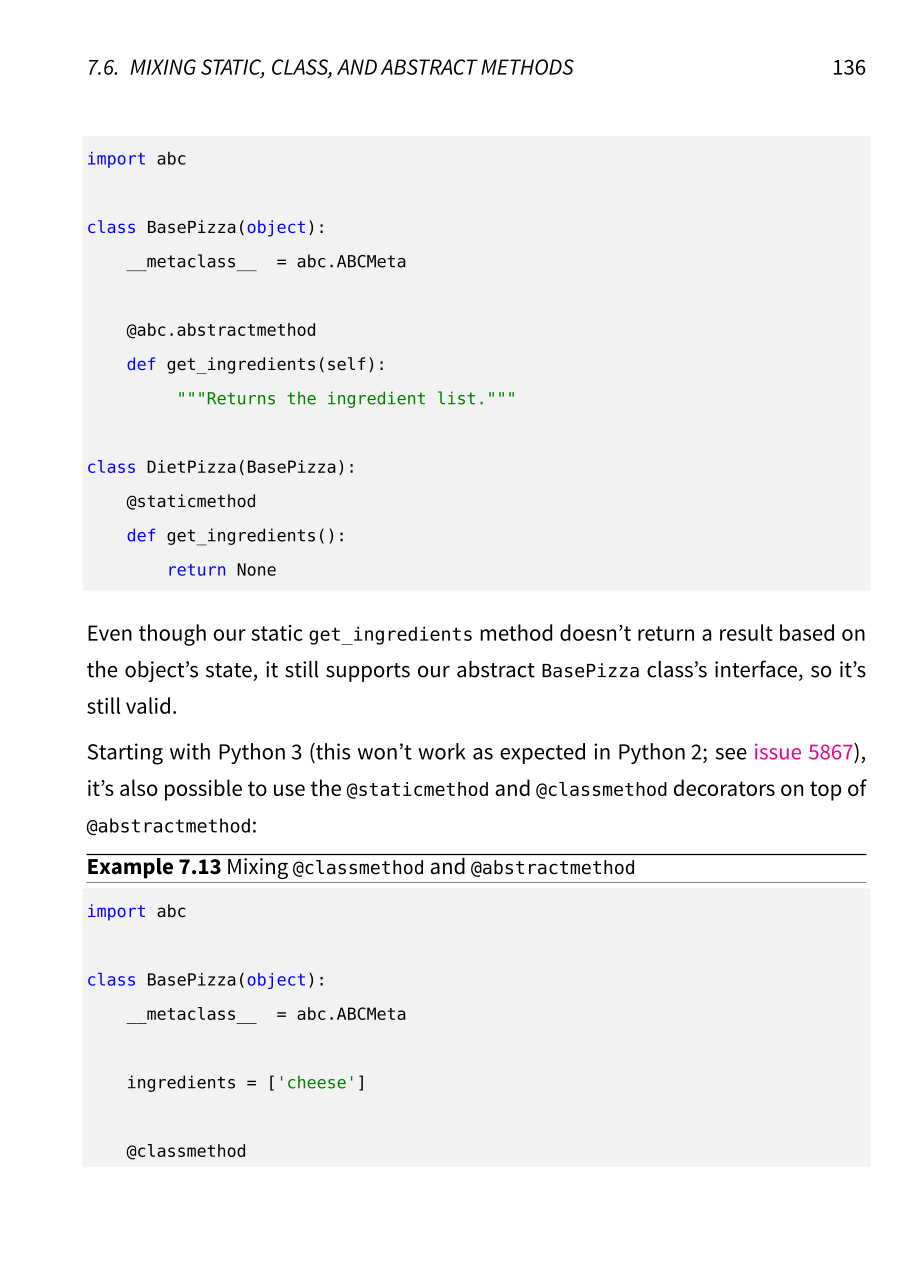 7.6. MIXING STATIC, CLASS, AND ABSTRACT METHODS 136
import abc
class BasePizza(object):
    __metaclass__  = abc.ABCMeta
    @abc.abstractmethod
    def get_ingredients(self):
         """Returns the ingredient list."""
class DietPizza(BasePizza):
    @staticmethod
    def get_ingredients():
        return None
Even though our static get_ingredients method doesn’t return a result based on
the object’s state, it still supports our abstract BasePizza class’s interface, so it’s
still valid.
Starting with Python 3 (this won’t work as expected in Python 2; see issue 5867),
it’s also possible to use the @staticmethod and @classmethod decorators on top of
@abstractmethod:
Example 7.13 Mixing @classmethod and @abstractmethod
import abc
class BasePizza(object):
    __metaclass__  = abc.ABCMeta
    ingredients = ['cheese']
    @classmethod